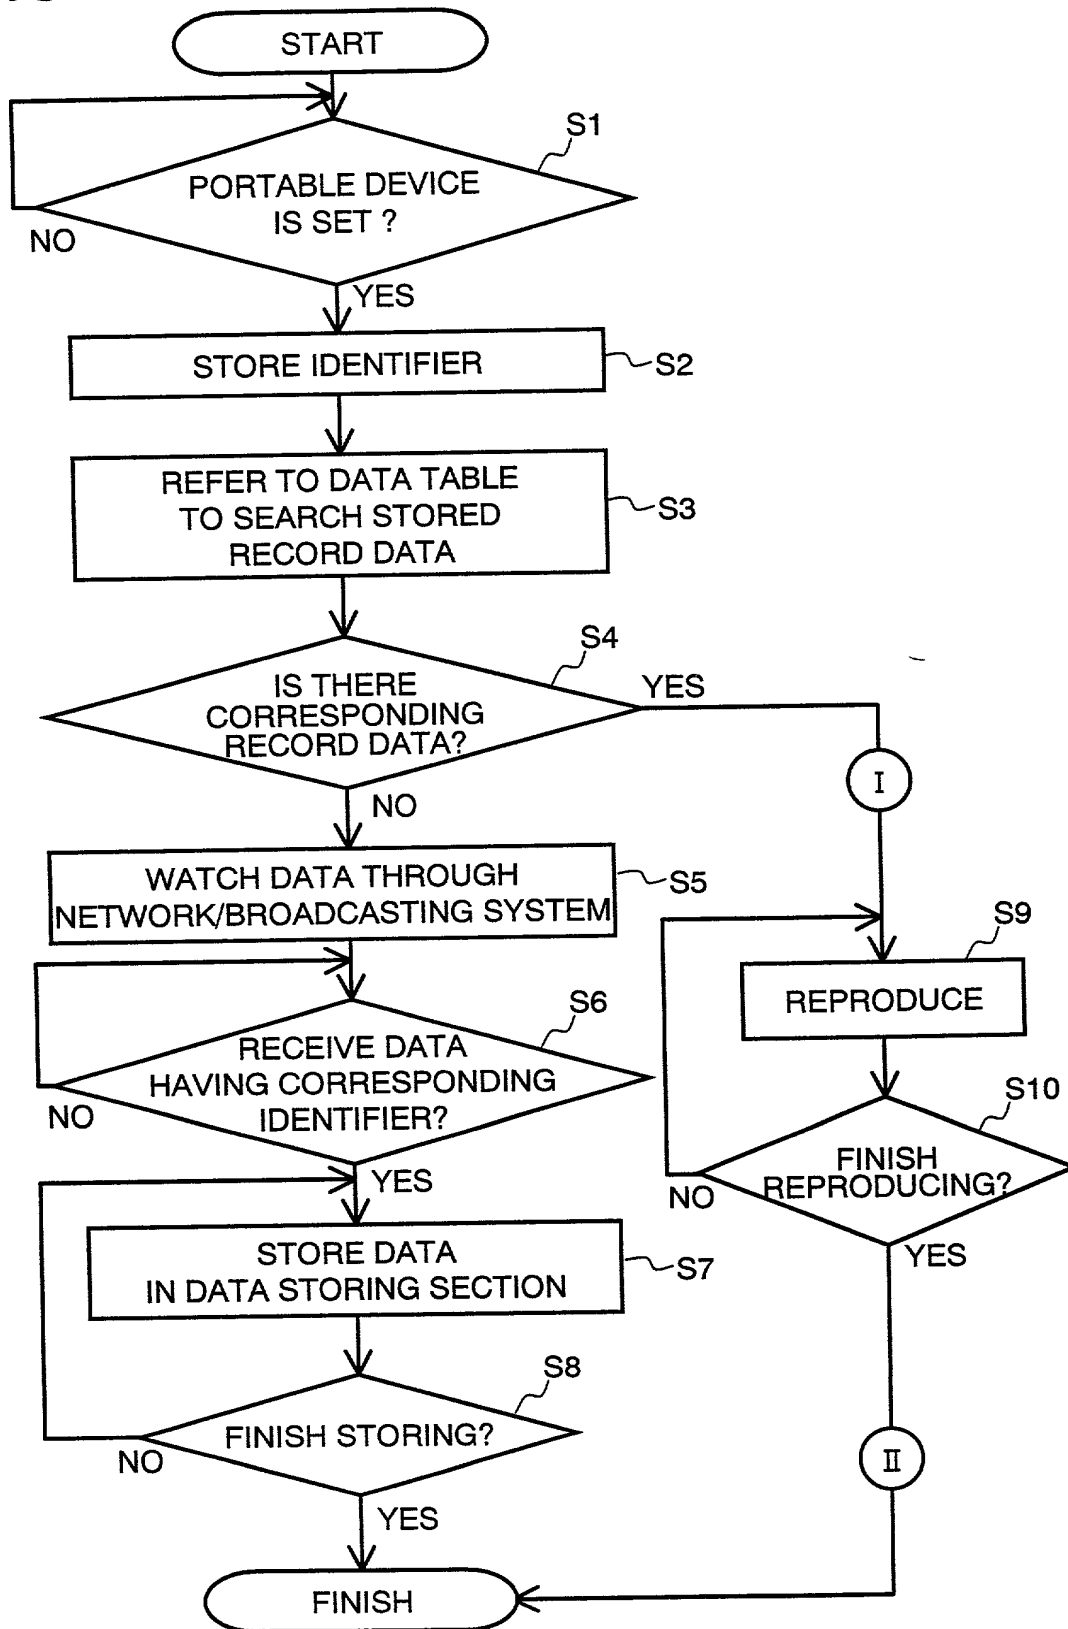 START
S1
PORTABLE DEVICE
IS SET ?
NO
YES
STORE IDENTIFIER
S2
REFER TO DATA TABLE
TO SEARCH STORED
RECORD DATA
S3
S4
IS THERE
CORRESPONDING
RECORD DATA?
YES
I
NO
WATCH DATA THROUGH
NETWORK/BROADCASTING SYSTEM
S5
S9
REPRODUCE
S6
RECEIVE DATA
HAVING CORRESPONDING
IDENTIFIER?
NO
YES
S10
FINISH
REPRODUCING?
NO
YES
STORE DATA
IN DATA STORING SECTION
S7
S8
FINISH STORING?
NO
YES
II
FINISH